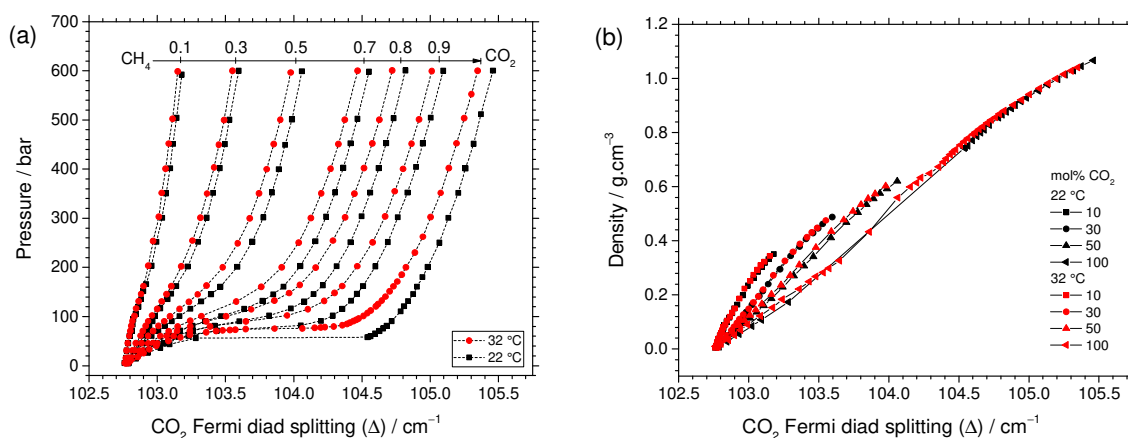 (a)
CH4 0.1 0.3 0.5 0.7 0.8 0.9 CO2
600
500
400
300
200
100
0
Pressure / bar
32 °C
22 °C
102.5 103.0 103.5 104.0 104.5 105.0 105.5
CO2 Fermi diad splitting (Δ) / cm−1
(b)
1.2
1.0
0.8
0.6
0.4
0.2
0.0
Density / g.cm-3
mol% CO2
22 °C
10
30
50
100
32 °C
10
30
50
100
102.5 103.0 103.5 104.0 104.5 105.0 105.5
CO2 Fermi diad splitting (Δ) / cm−1